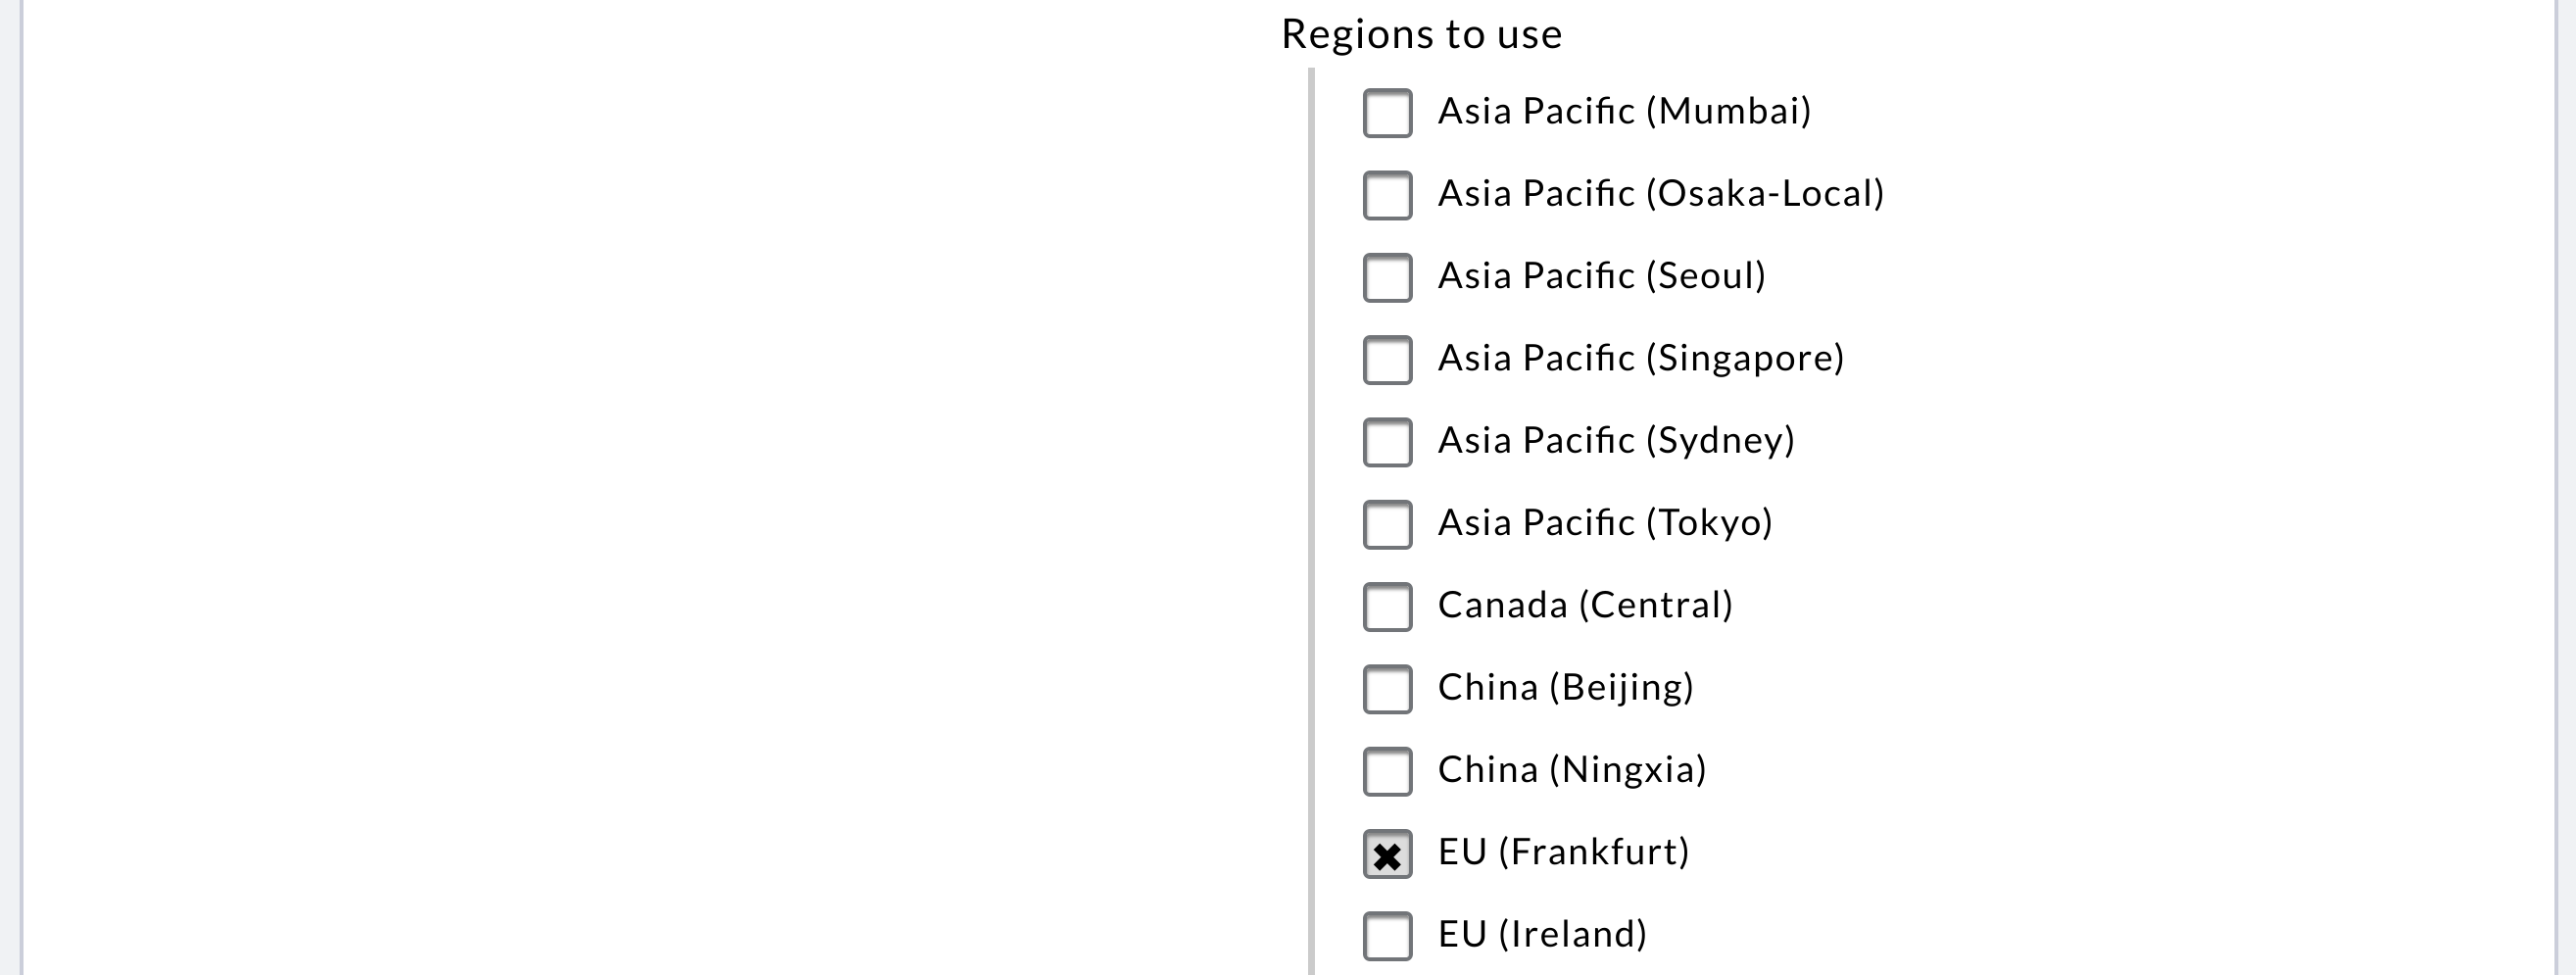 Regions to use
Asia Pacific (Mumbai)
Asia Pacific (Osaka-Local)
Asia Pacific (Seoul)
Asia Pacific (Singapore)
Asia Pacific (Sydney)
Asia Pacific (Tokyo)
Canada (Central)
China (Beijing)
China (Ningxia)
EU (Frankfurt)
EU (Ireland)